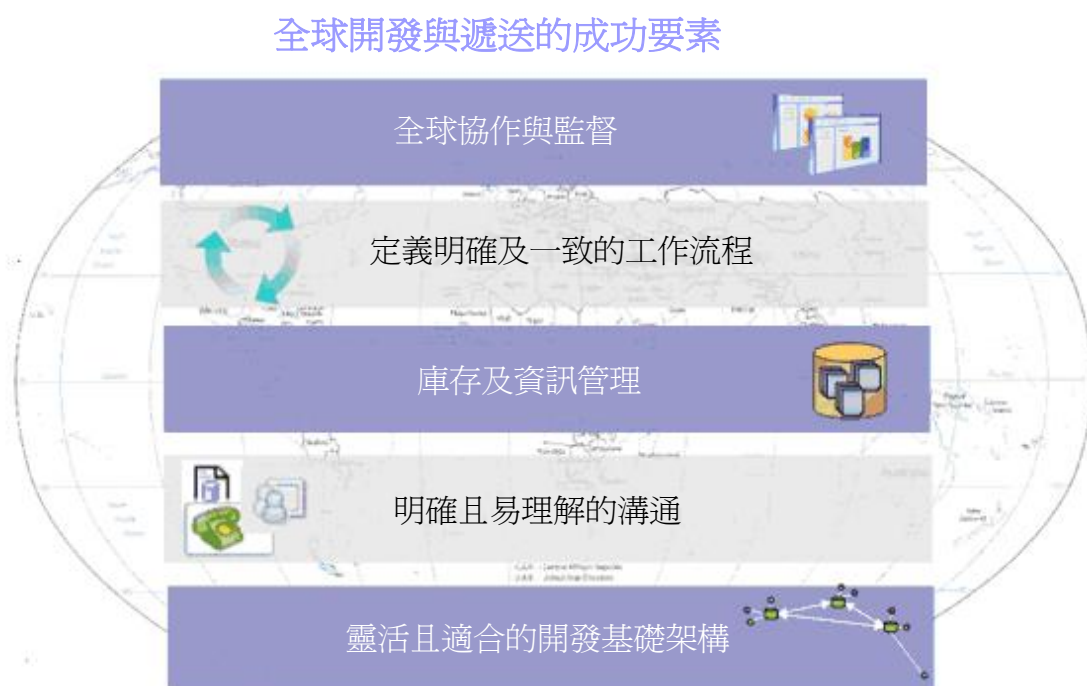 全球開發與遞送的成功要素
全球協作與監督
定義明確及一致的工作流程
庫存及資訊管理
明確且易理解的溝通
靈活且適合的開發基礎架構